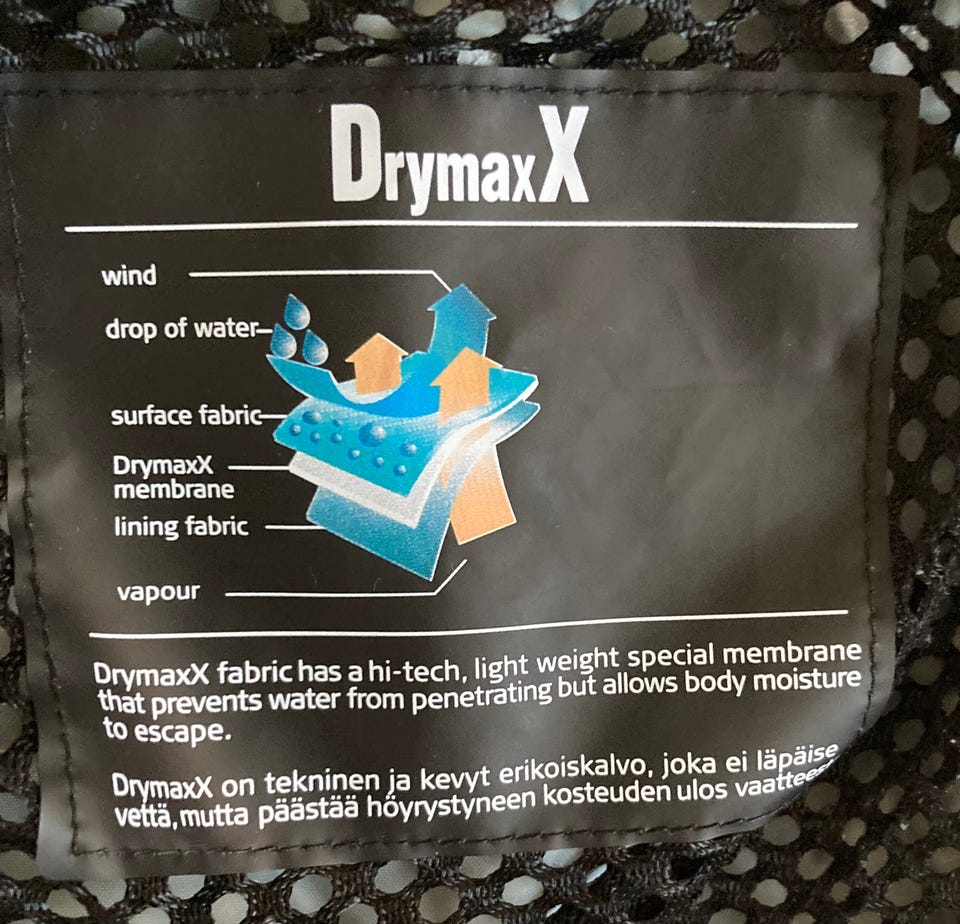 DrymaxX
wind
drop of water
surface fabric
DrymaxX
membrane
lining fabric
vapour
DrymaxX fabric has a hi-tech, light weight special membrane
that prevents water from penetrating but allows body moisture
to escape.
DrymaxX on tekninen ja kevyt erikoiskalvo, joka ei läpäise
vettä,mutta päästää höyrystyneen kosteuden ulos